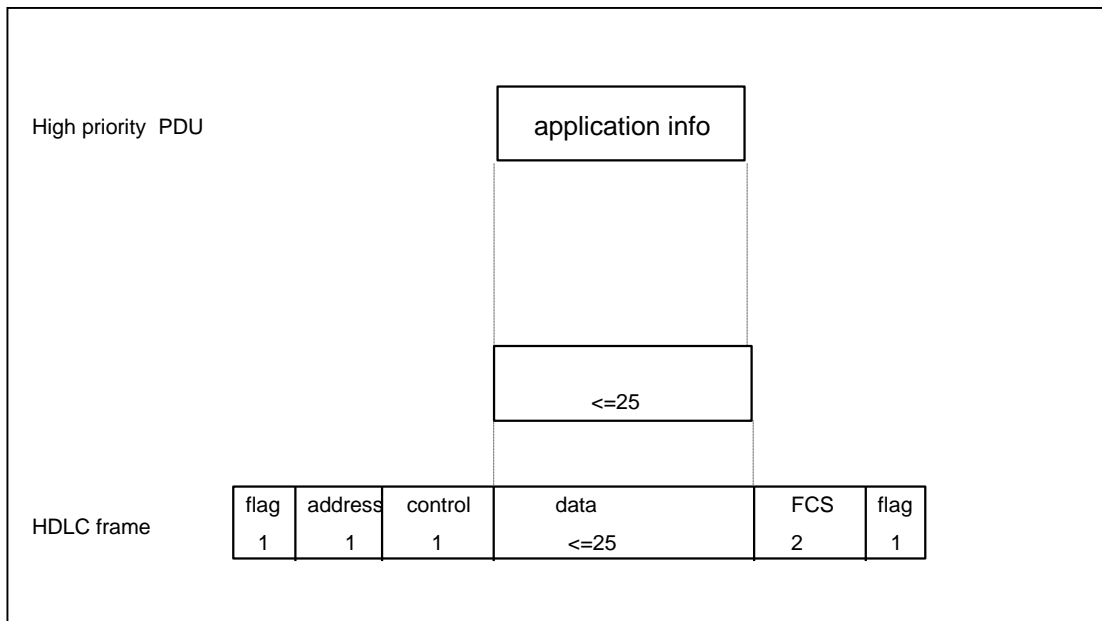 High priority PDU
application info
<=25
HDLC frame
flag address control data FCS flag
1 1 1 <=25 2 1